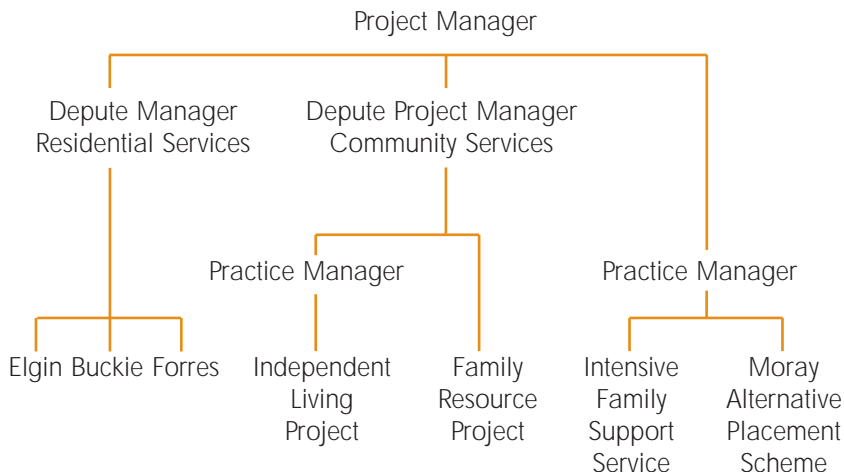 Project Manager
Depute Manager
Residential Services
Depute Project Manager
Community Services
Practice Manager
Practice Manager
Elgin Buckie Forres
Independent
Living
Project
Family
Resource
Project
Intensive
Family
Support
Service
Moray
Alternative
Placement
Scheme